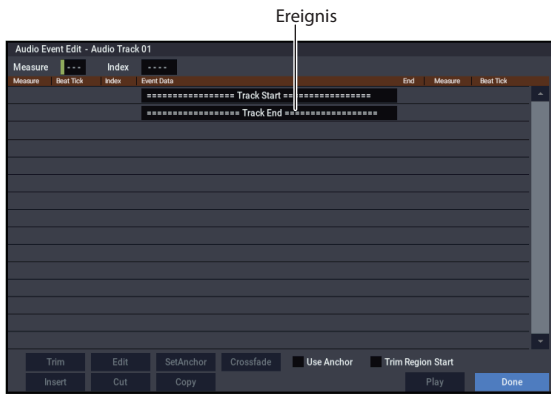 Ereignis
Audio Event Edit - Audio Track 01
Measure --- Index ----
Measure Beat Tick Index Event Data End Measure Beat Tick
================= Track Start =================
================== Track End ==================
Trim Edit SetAnchor Crossfade Use Anchor Trim Region Start
Insert Cut Copy Play Done